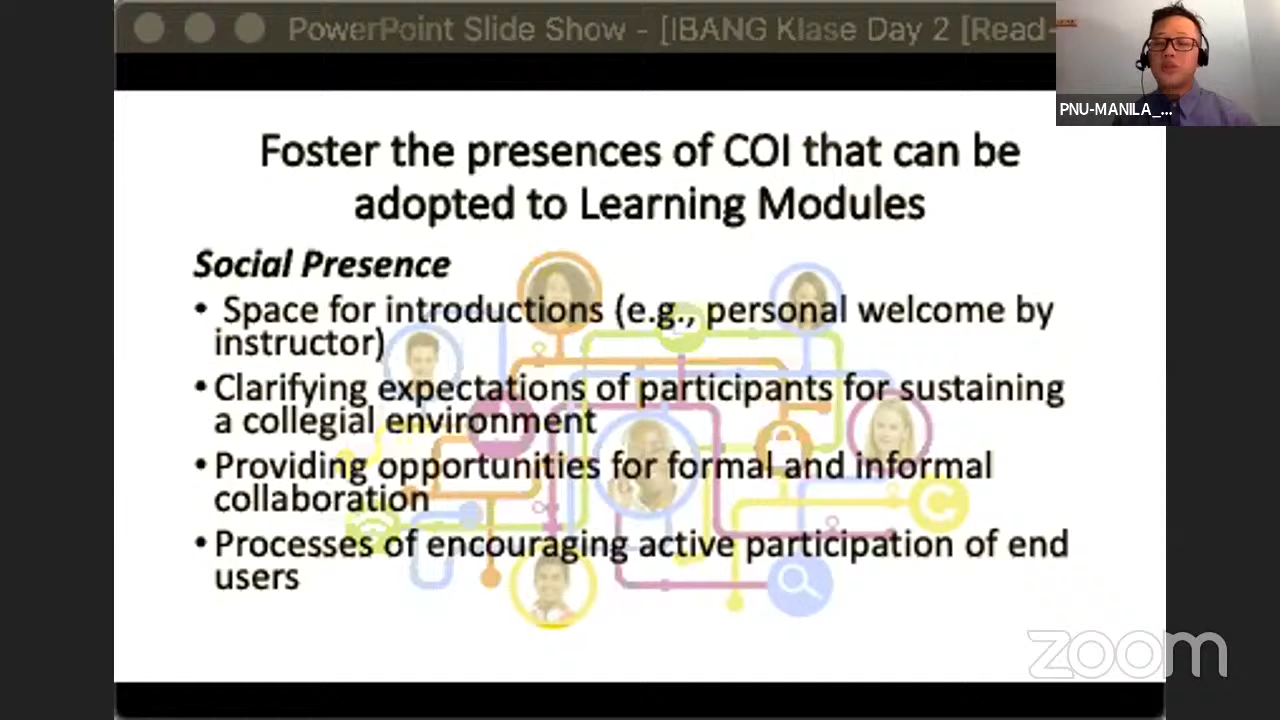 PowerPoint Slide Show - [IBANG Klase Day 2 [Read-
PNU-MANILA_...
Foster the presences of COI that can be
adopted to Learning Modules
Social Presence
• Space for introductions (e.g., personal welcome by
instructor)
• Clarifying expectations of participants for sustaining
a collegial environment
• Providing opportunities for formal and informal
collaboration
• Processes of encouraging active participation of end
users
zoom